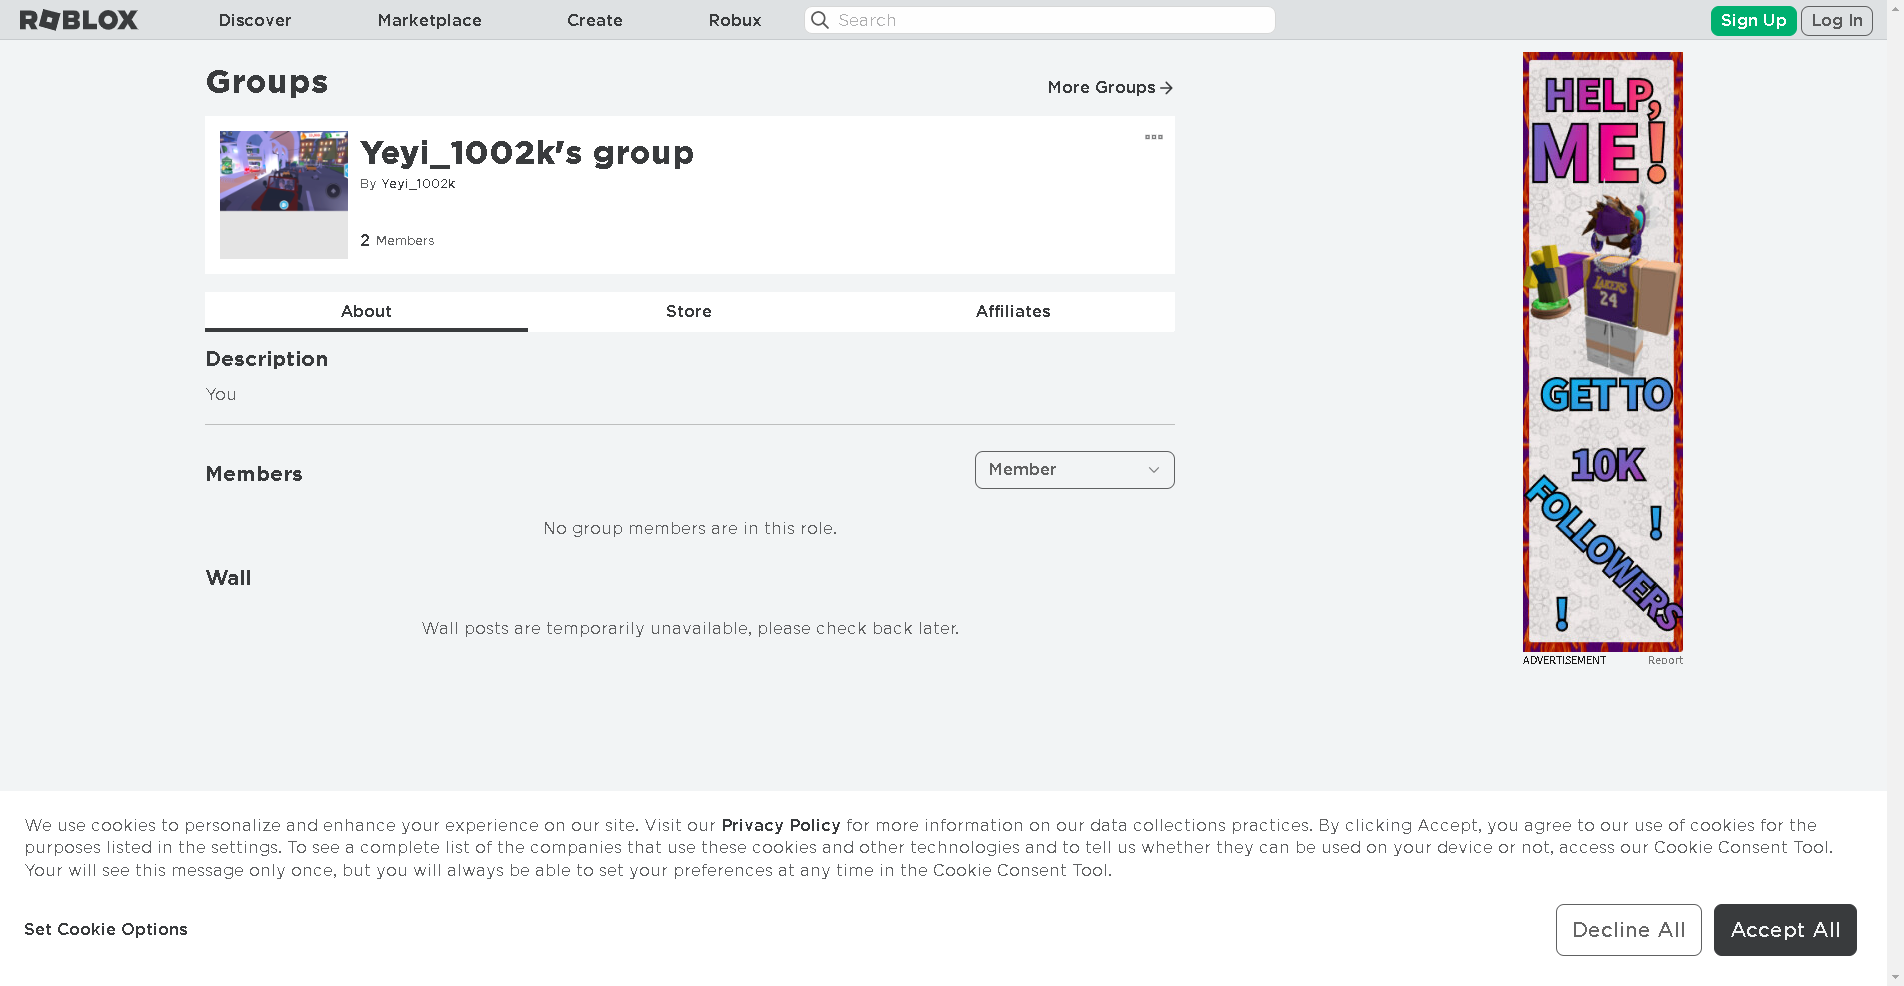 ROBLOX
Discover
Marketplace
Create
Robux
Search
Sign Up
Log In
Groups
More Groups
Yeyi_1002k's group
By Yeyi_1002k
2 Members
About
Store
Affiliates
Description
You
Members
Member
No group members are in this role.
Wall
Wall posts are temporarily unavailable, please check back later.
HELP,
ME!
LAKERS
24
GET TO
10K
FOLLOWERS
!
!
ADVERTISEMENT
Report
We use cookies to personalize and enhance your experience on our site. Visit our Privacy Policy for more information on our data collections practices. By clicking Accept, you agree to our use of cookies for the
purposes listed in the settings. To see a complete list of the companies that use these cookies and other technologies and to tell us whether they can be used on your device or not, access our Cookie Consent Tool.
Your will see this message only once, but you will always be able to set your preferences at any time in the Cookie Consent Tool.
Set Cookie Options
Decline All
Accept All